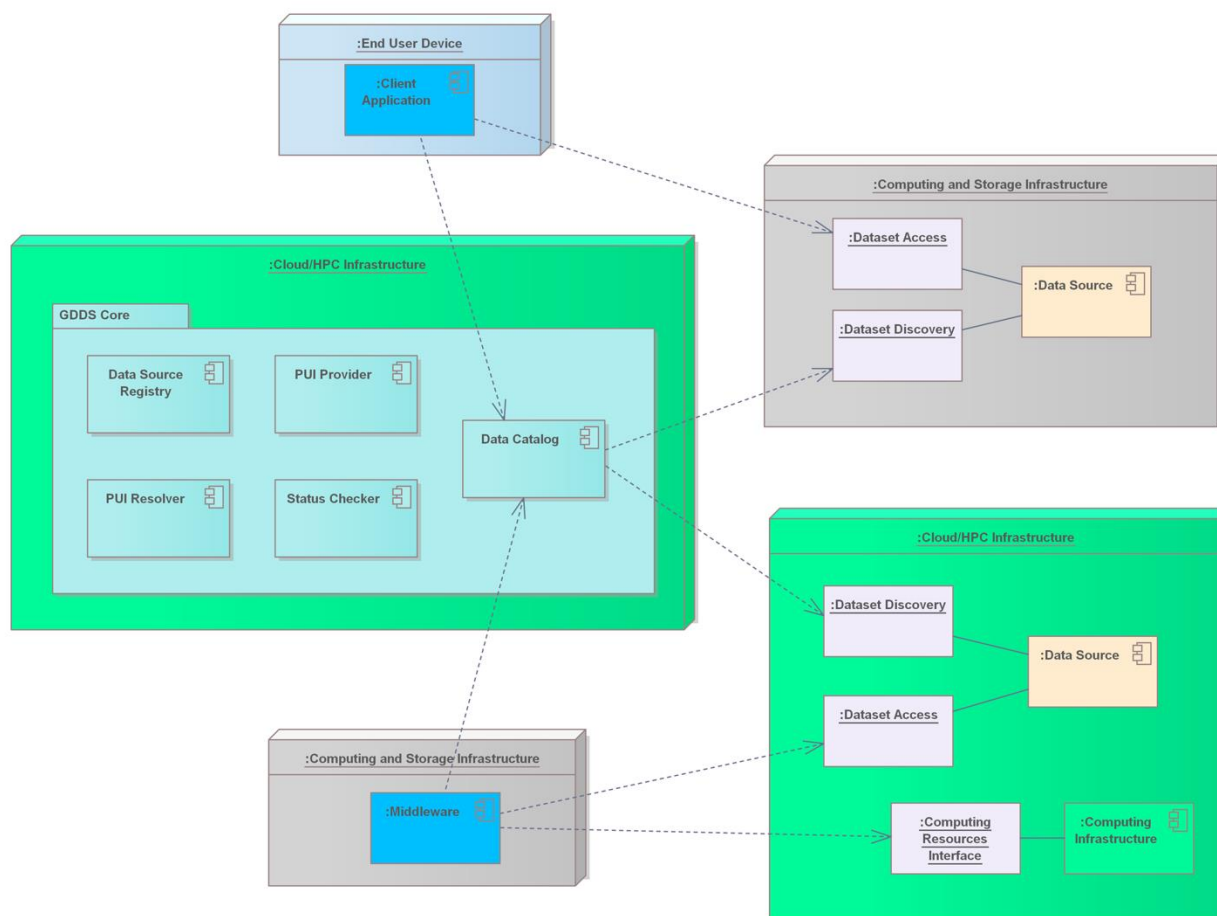 :End User Device
:Client
Application
:Computing and Storage Infrastructure
:Dataset Access
:Data Source
:Dataset Discovery
:Cloud/HPC Infrastructure
GDDS Core
Data Source
Registry
PUI Provider
Data Catalog
PUI Resolver
Status Checker
:Cloud/HPC Infrastructure
:Dataset Discovery
:Data Source
:Dataset Access
:Computing
Resources
Interface
:Computing
Infrastructure
:Computing and Storage Infrastructure
:Middleware